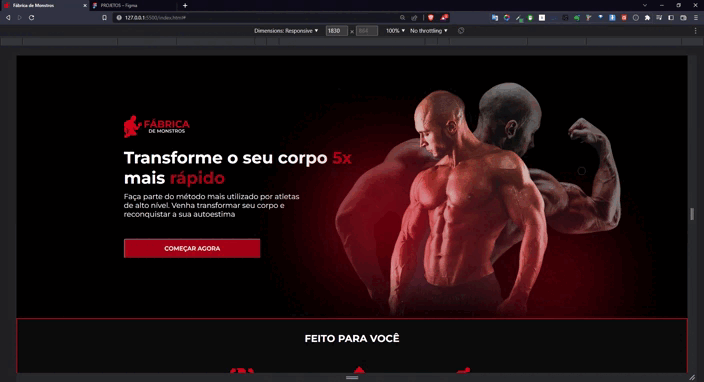 Fábrica de Monstros
PROJETOS – Figma
127.0.0.1:5500/index.html#
Dimensions: Responsive
1830
x
100%
No throttling
FÁBRICA
DE MONSTROS
Transforme o seu corpo 5x
mais rápido
Faça parte do método mais utilizado por atletas
de alto nível. Venha transformar seu corpo e
reconquistar a sua autoestima
COMEÇAR AGORA
FEITO PARA VOCÊ